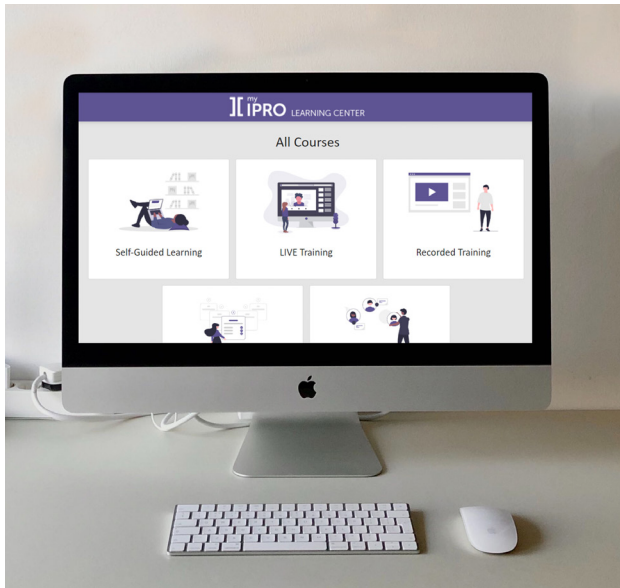 my
IPRO LEARNING CENTER
All Courses
Self-Guided Learning
LIVE Training
Recorded Training